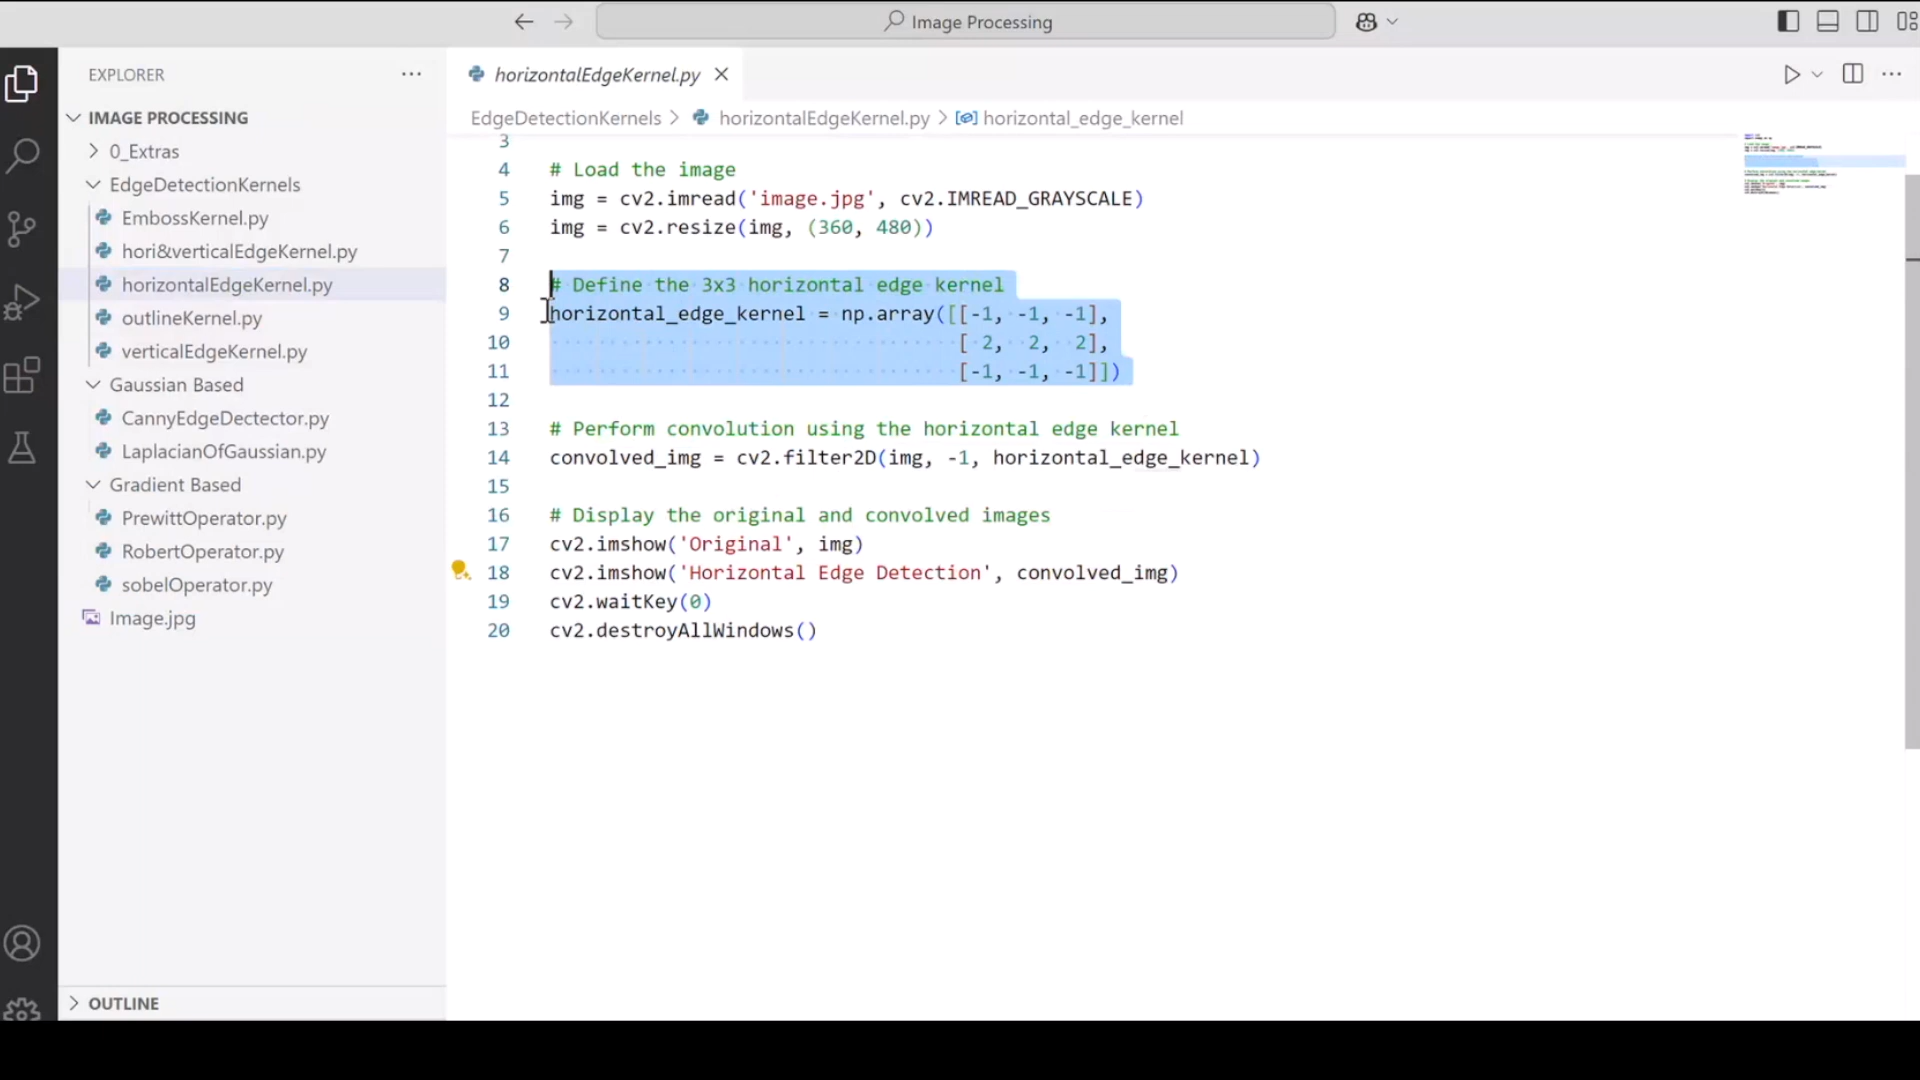 Image Processing
EXPLORER
IMAGE PROCESSING
0_Extras
EdgeDetectionKernels
EmbossKernel.py
hori&verticalEdgeKernel.py
horizontalEdgeKernel.py
outlineKernel.py
verticalEdgeKernel.py
Gaussian Based
CannyEdgeDectector.py
LaplacianOfGaussian.py
Gradient Based
PrewittOperator.py
RobertOperator.py
sobelOperator.py
Image.jpg
OUTLINE
horizontalEdgeKernel.py
EdgeDetectionKernels > horizontalEdgeKernel.py > horizontal_edge_kernel
3
4 # Load the image
5 img = cv2.imread('image.jpg', cv2.IMREAD_GRAYSCALE)
6 img = cv2.resize(img, (360, 480))
7
8 # Define the 3x3 horizontal edge kernel
9 horizontal_edge_kernel = np.array([[-1, -1, -1],
10 [ 2, 2, 2],
11 [-1, -1, -1]])
12
13 # Perform convolution using the horizontal edge kernel
14 convolved_img = cv2.filter2D(img, -1, horizontal_edge_kernel)
15
16 # Display the original and convolved images
17 cv2.imshow('Original', img)
18 cv2.imshow('Horizontal Edge Detection', convolved_img)
19 cv2.waitKey(0)
20 cv2.destroyAllWindows()